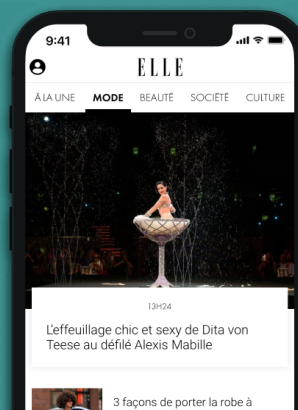 9:41
ELLE
À LA UNE MODE BEAUTÉ SOCIÉTÉ CULTURE
13H24
L'effeuillage chic et sexy de Dita von
Teese au défilé Alexis Mabille
3 façons de porter la robe à